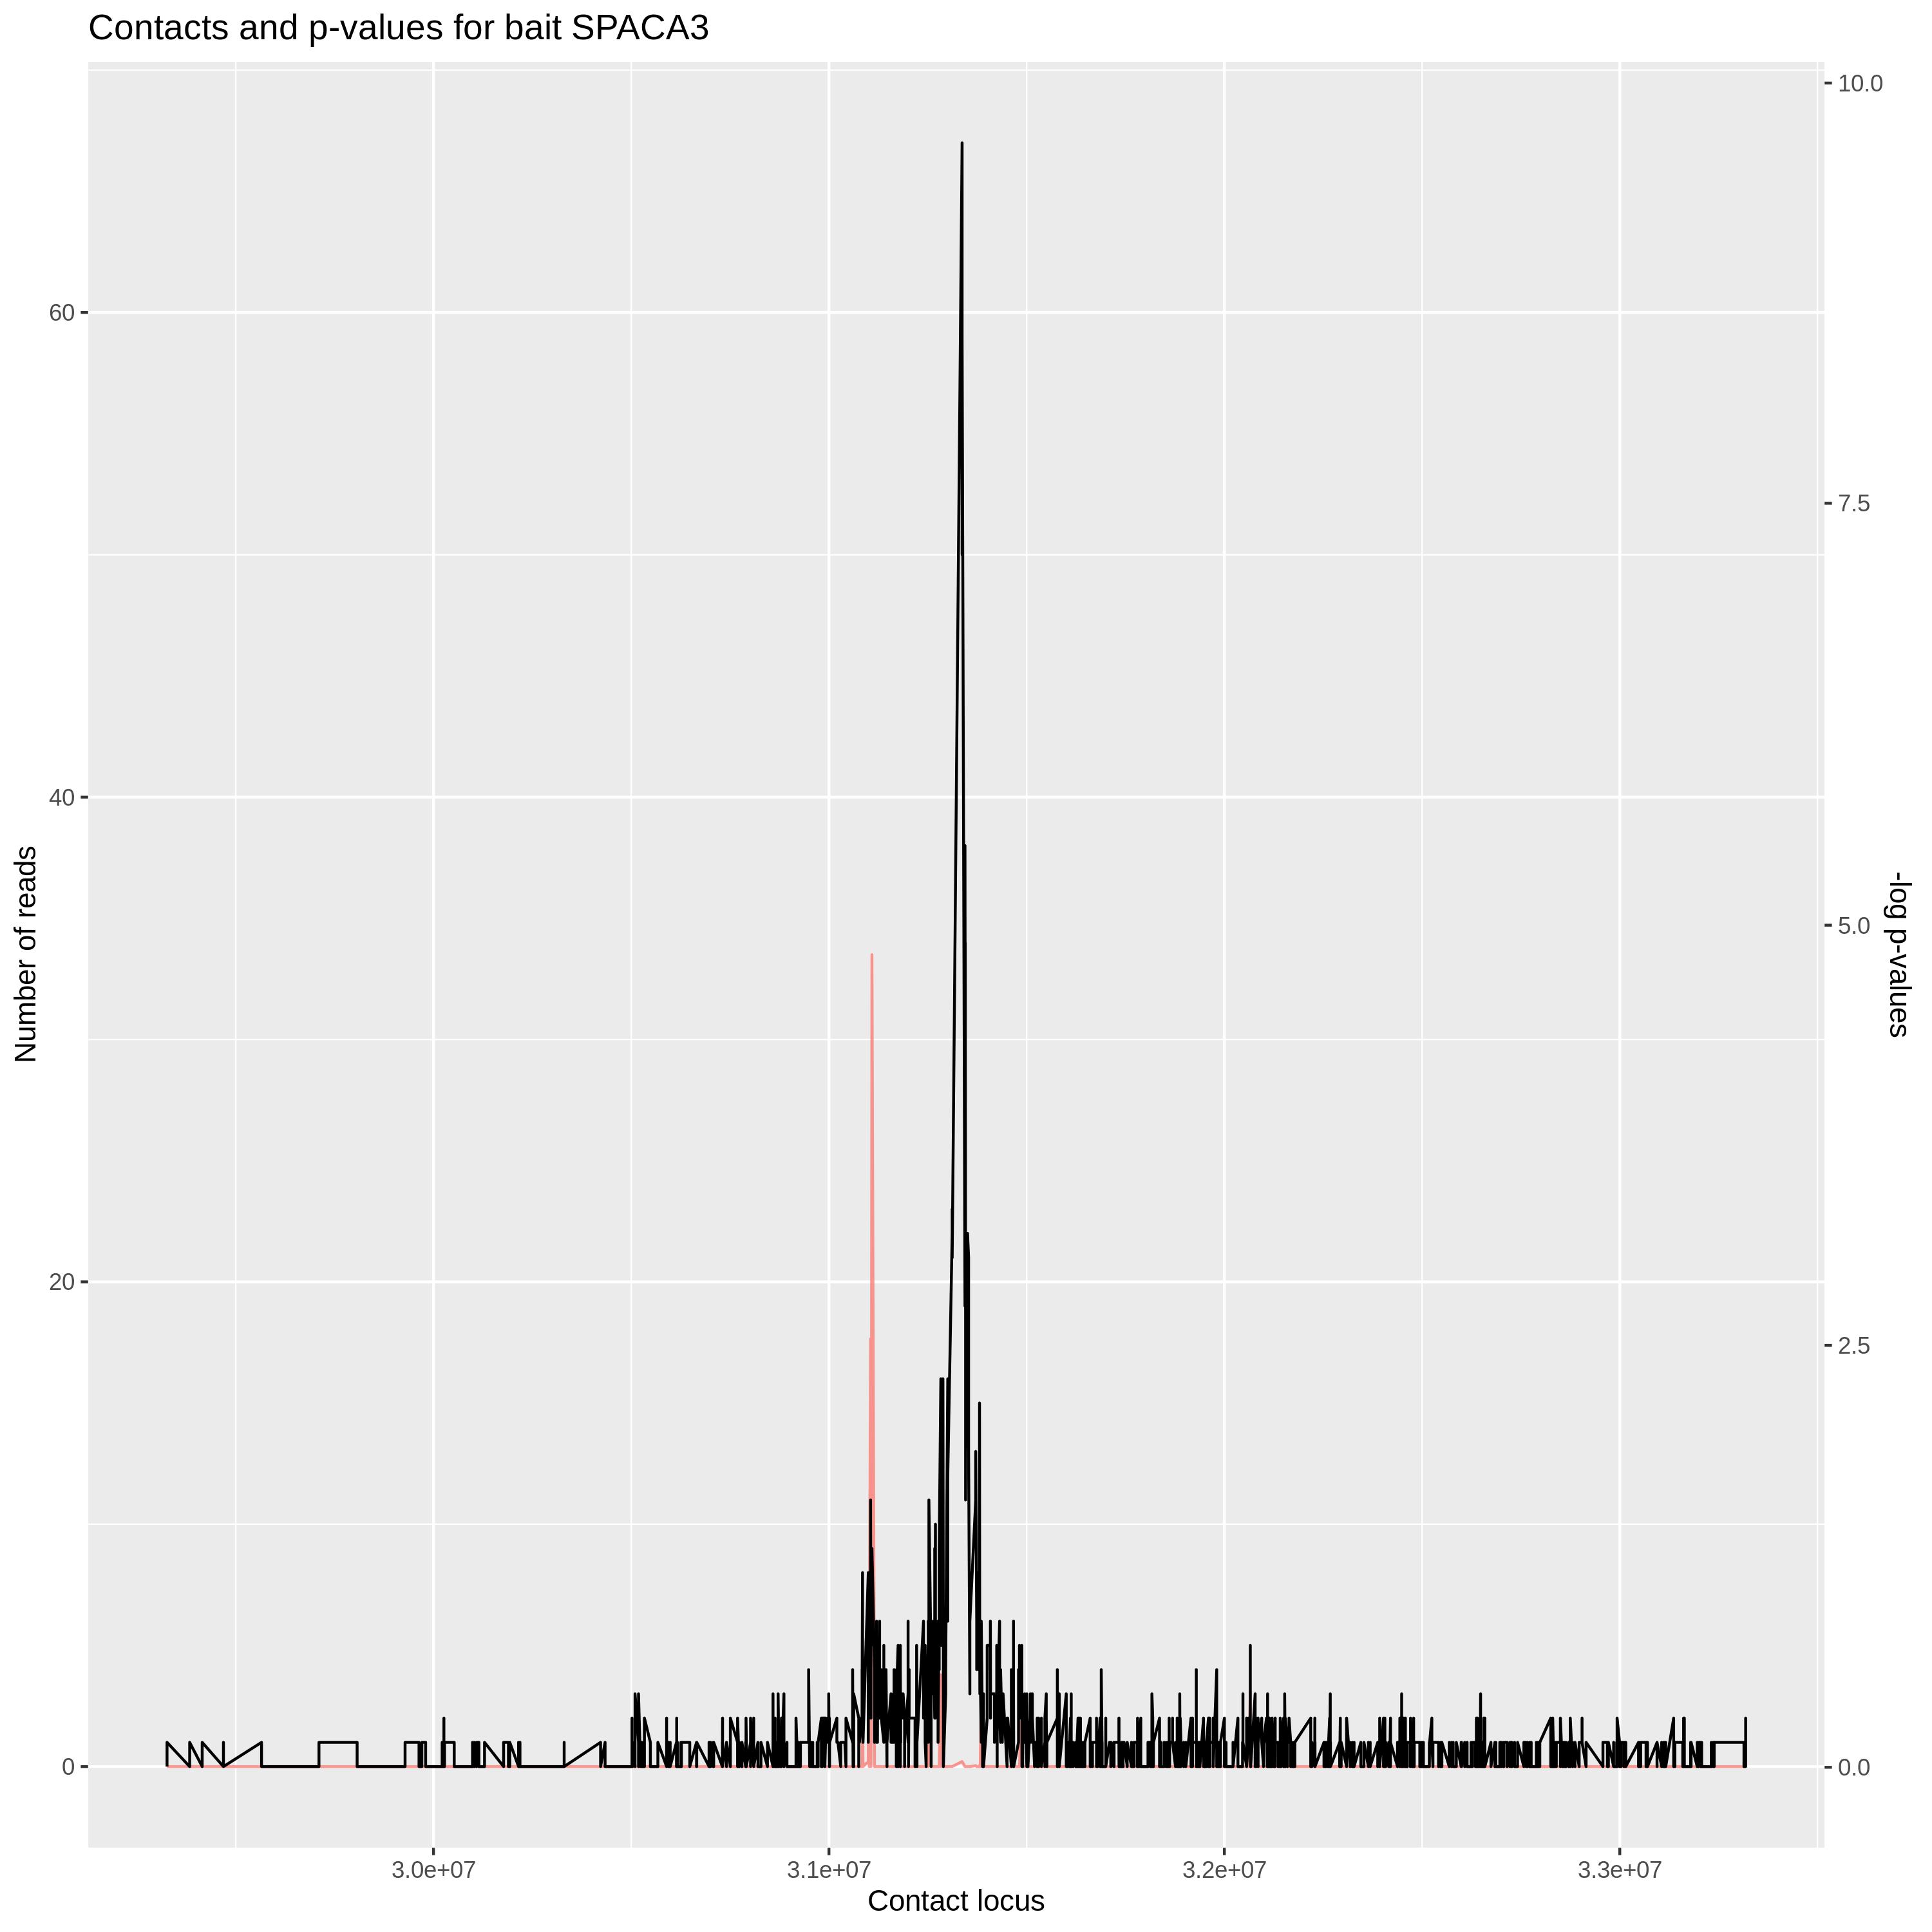 Contacts and p-values for bait SPACA3
10.0
60
7.5
40
5.0
Number of reads
-log p-values
20
2.5
0
0.0
3.0e+07 3.1e+07 3.2e+07 3.3e+07
Contact locus